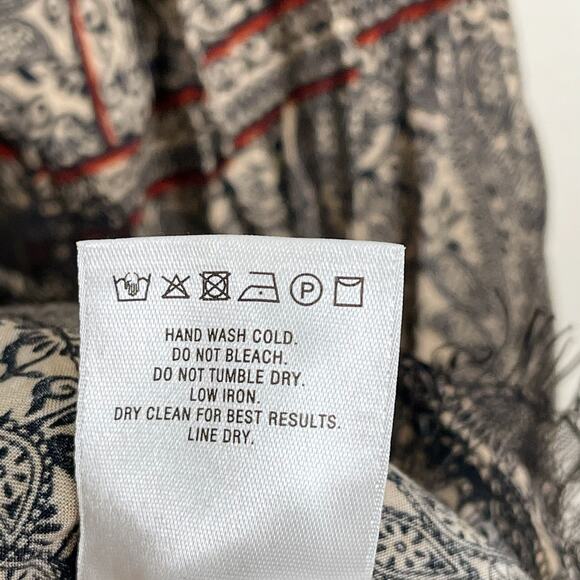 P
HAND WASH COLD.
DO NOT BLEACH.
DO NOT TUMBLE DRY.
LOW IRON.
DRY CLEAN FOR BEST RESULTS.
LINE DRY.